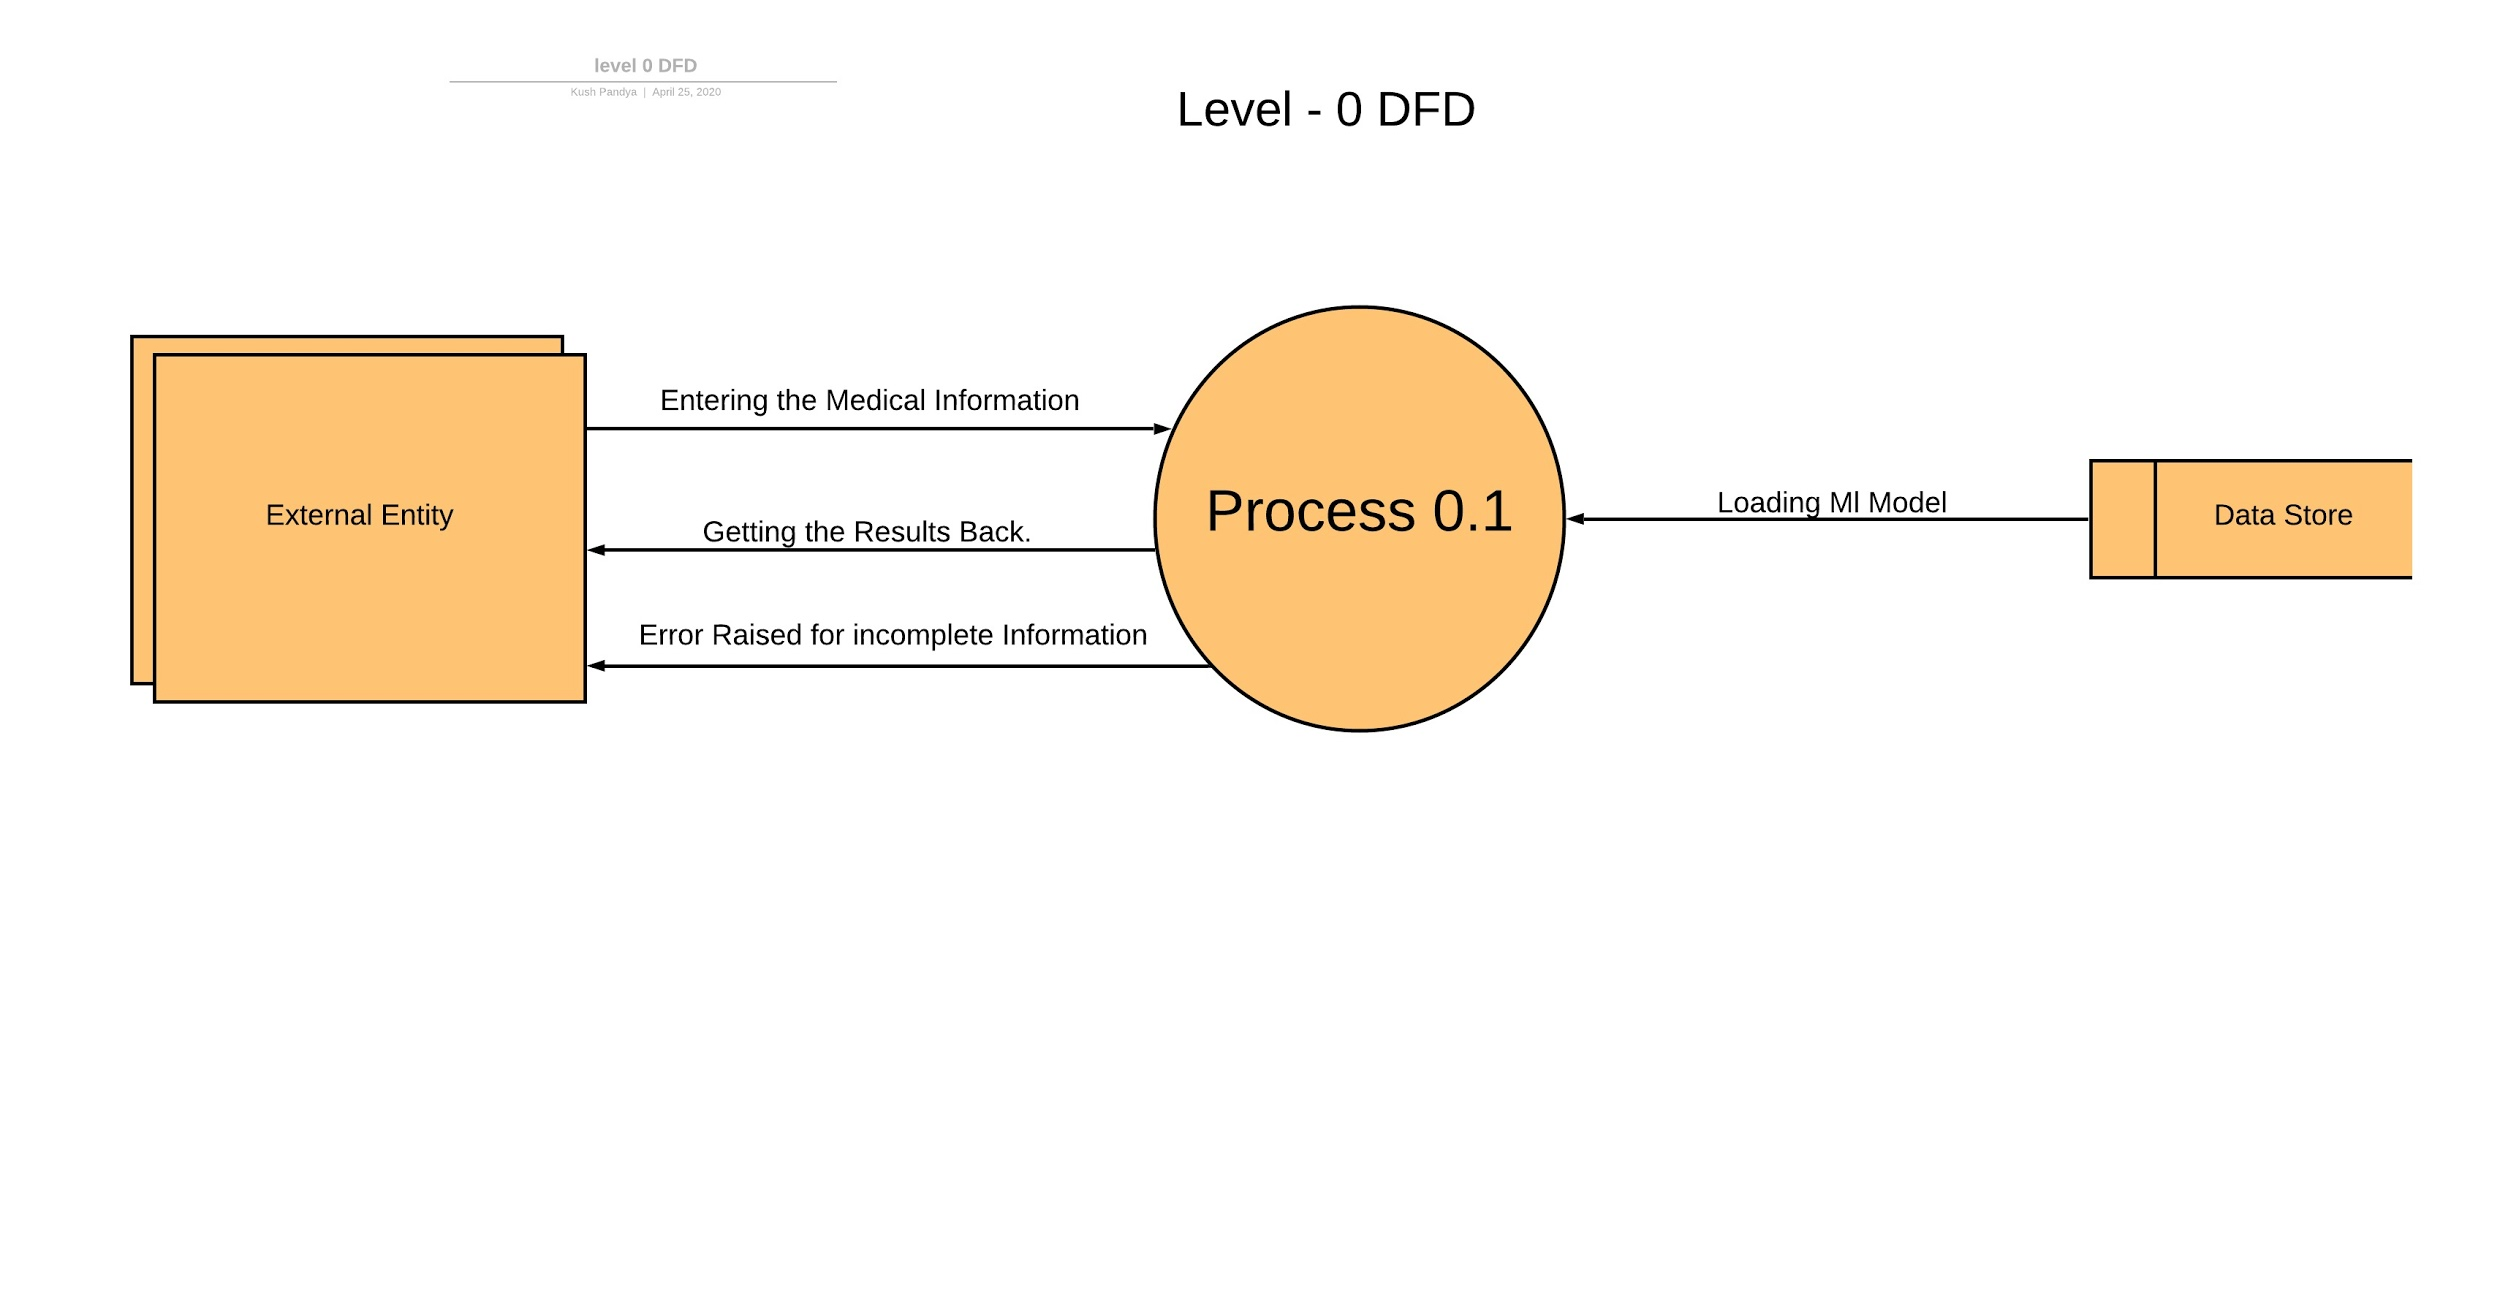 level 0 DFD
Kush Pandya | April 25, 2020
Level - 0 DFD
Entering the Medical Information
External Entity
Getting the Results Back.
Error Raised for incomplete Information
Process 0.1
Loading Ml Model
Data Store